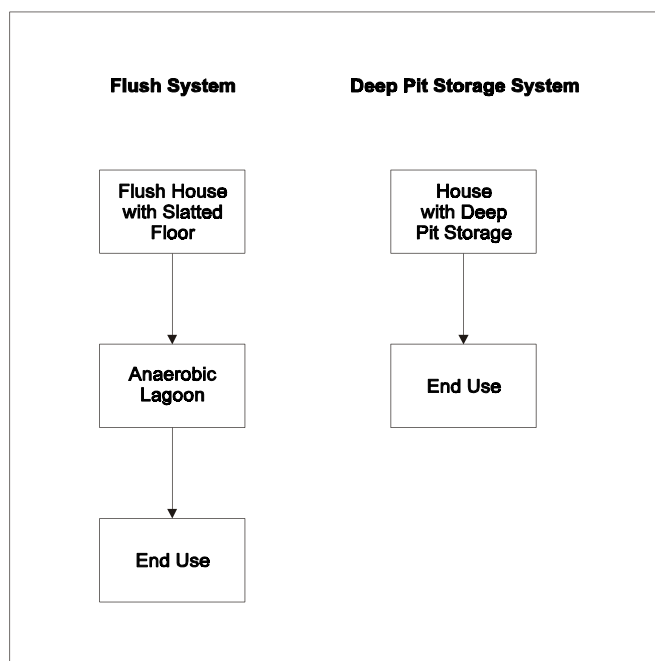 Flush System
Flush House
with Slatted
Floor
Anaerobic
Lagoon
End Use
Deep Pit Storage System
House
with Deep
Pit Storage
End Use